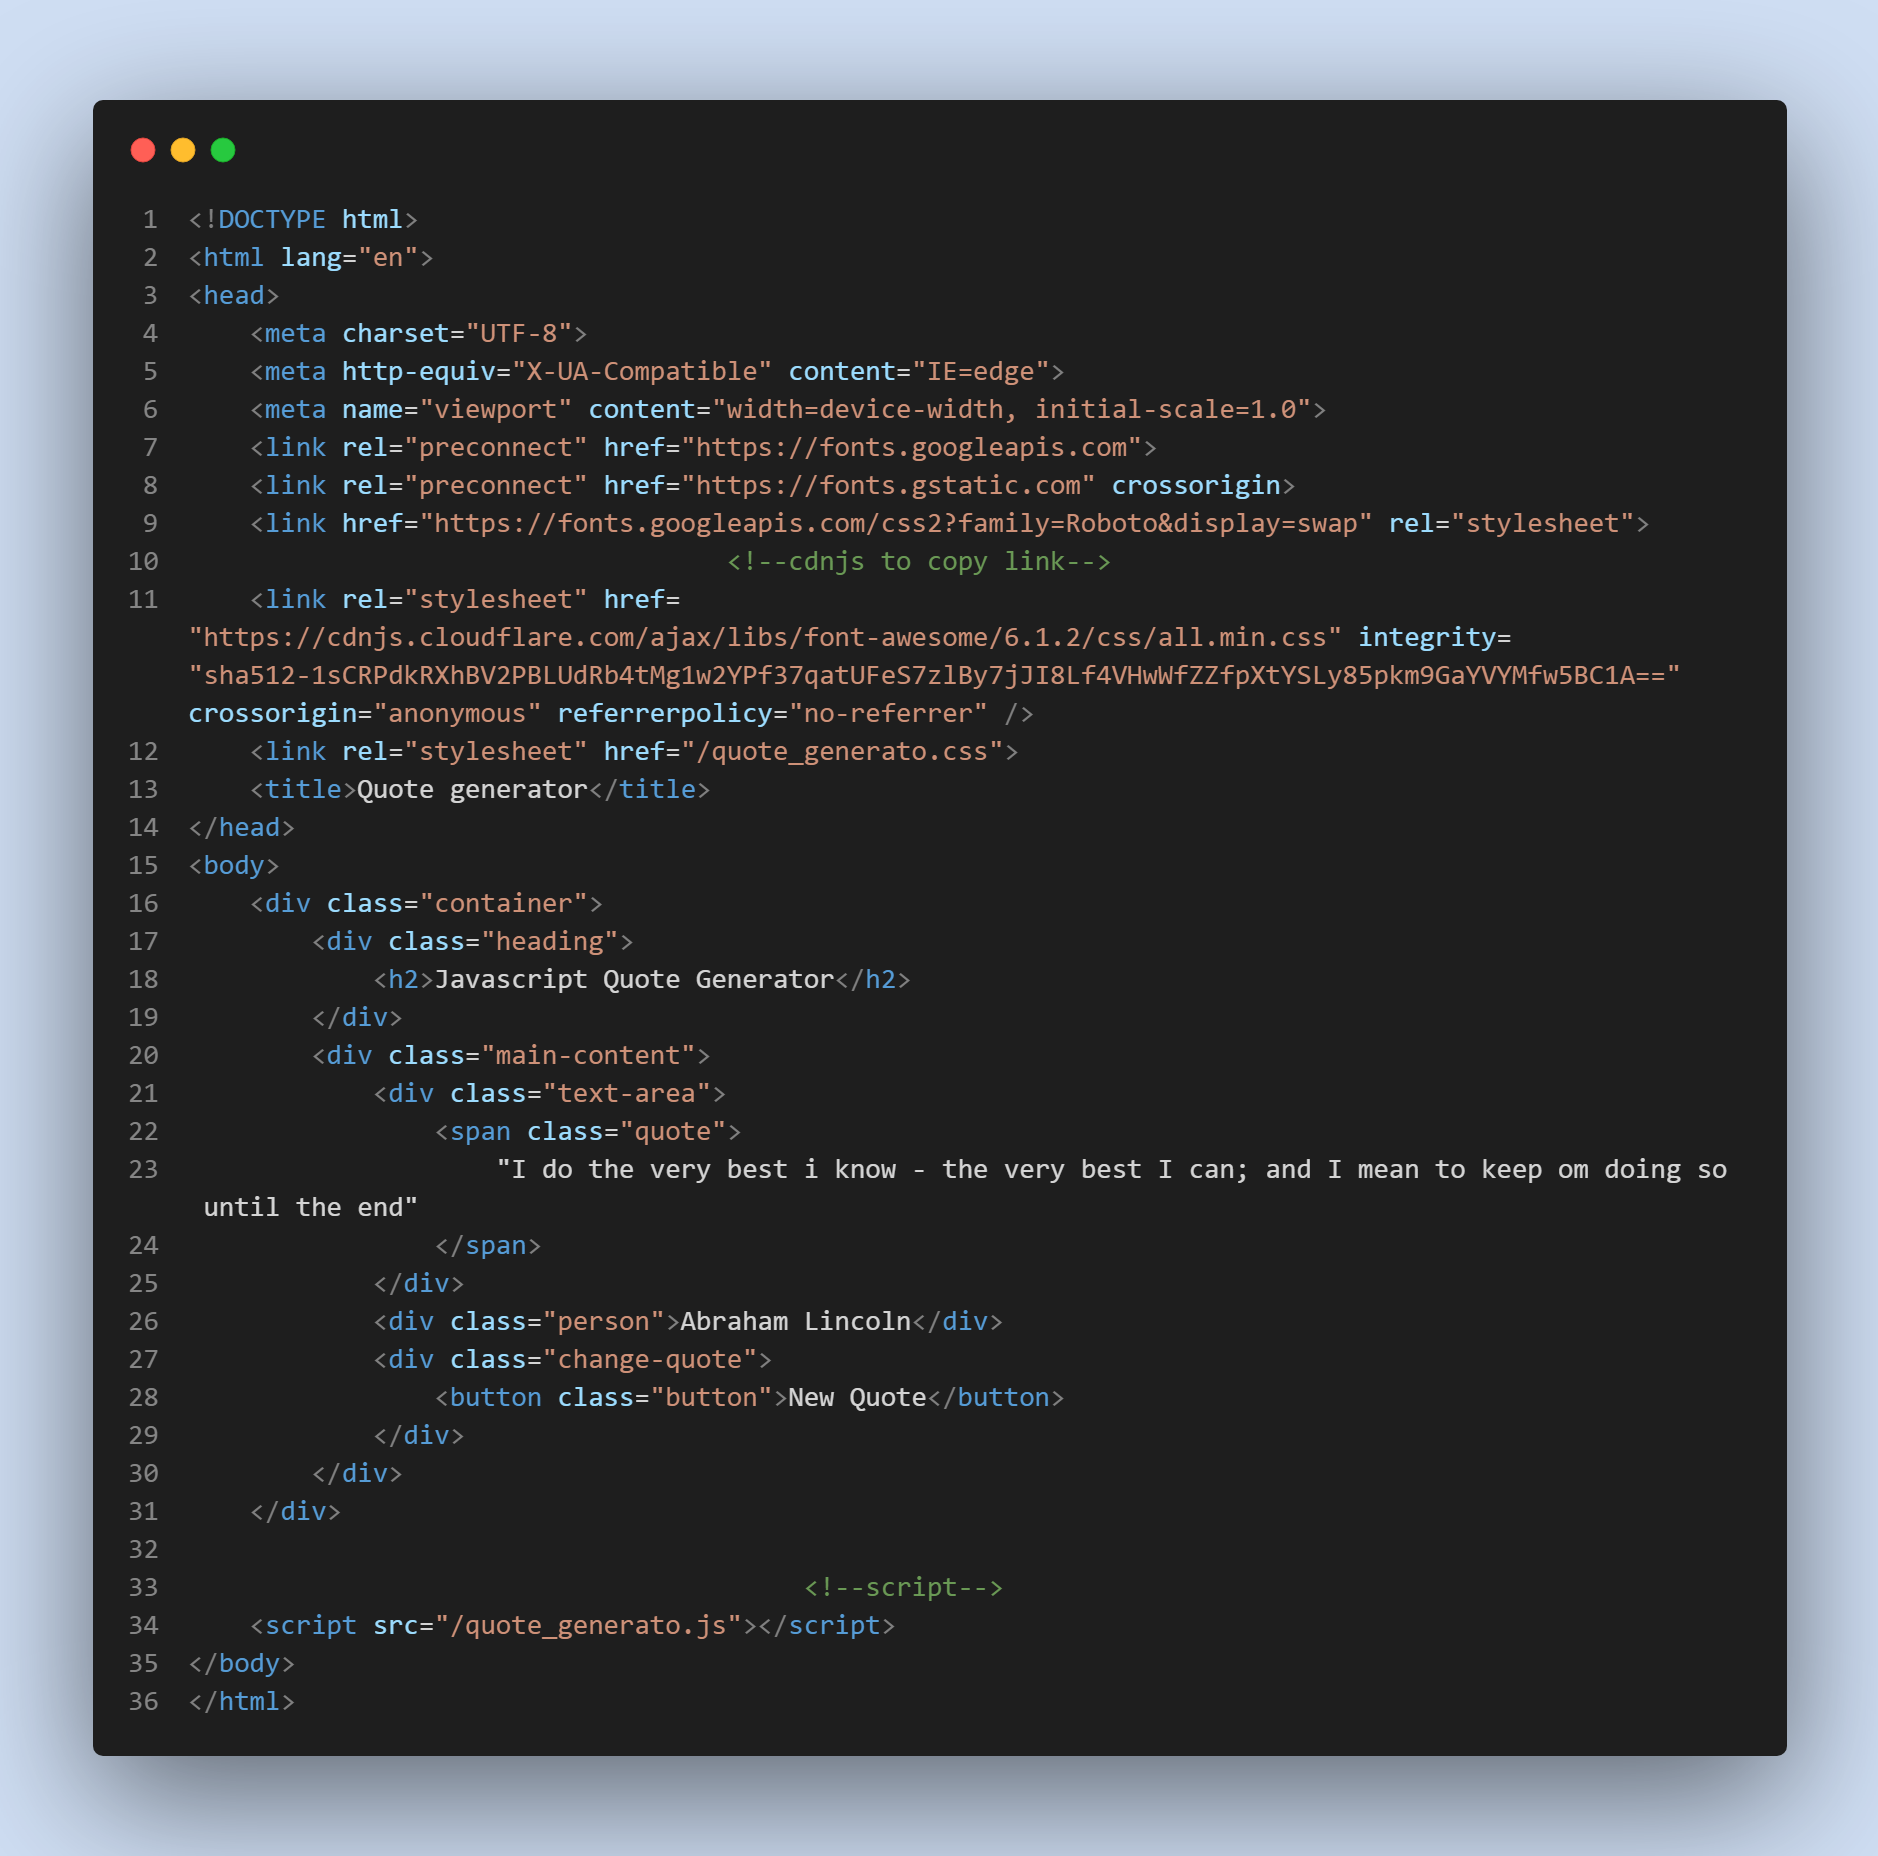 1 <!DOCTYPE html>
2 <html lang="en">
3 <head>
4     <meta charset="UTF-8">
5     <meta http-equiv="X-UA-Compatible" content="IE=edge">
6     <meta name="viewport" content="width=device-width, initial-scale=1.0">
7     <link rel="preconnect" href="https://fonts.googleapis.com">
8     <link rel="preconnect" href="https://fonts.gstatic.com" crossorigin>
9     <link href="https://fonts.googleapis.com/css2?family=Roboto&display=swap" rel="stylesheet">
10                                    <!--cdnjs to copy link-->
11     <link rel="stylesheet" href=
"https://cdnjs.cloudflare.com/ajax/libs/font-awesome/6.1.2/css/all.min.css" integrity=
"sha512-1sCRPdkRXhBV2PBLUdRb4tMg1w2YPf37qatUFeS7zlBy7jJI8Lf4VHwWfZZfpXtYSLy85pkm9GaYVYMfw5BC1A=="
crossorigin="anonymous" referrerpolicy="no-referrer" />
12     <link rel="stylesheet" href="/quote_generato.css">
13     <title>Quote generator</title>
14 </head>
15 <body>
16     <div class="container">
17         <div class="heading">
18             <h2>Javascript Quote Generator</h2>
19         </div>
20         <div class="main-content">
21             <div class="text-area">
22                 <span class="quote">
23                     "I do the very best i know - the very best I can; and I mean to keep om doing so
until the end"
24                 </span>
25             </div>
26             <div class="person">Abraham Lincoln</div>
27             <div class="change-quote">
28                 <button class="button">New Quote</button>
29             </div>
30         </div>
31     </div>
32
33                                         <!--script-->
34     <script src="/quote_generato.js"></script>
35 </body>
36 </html>